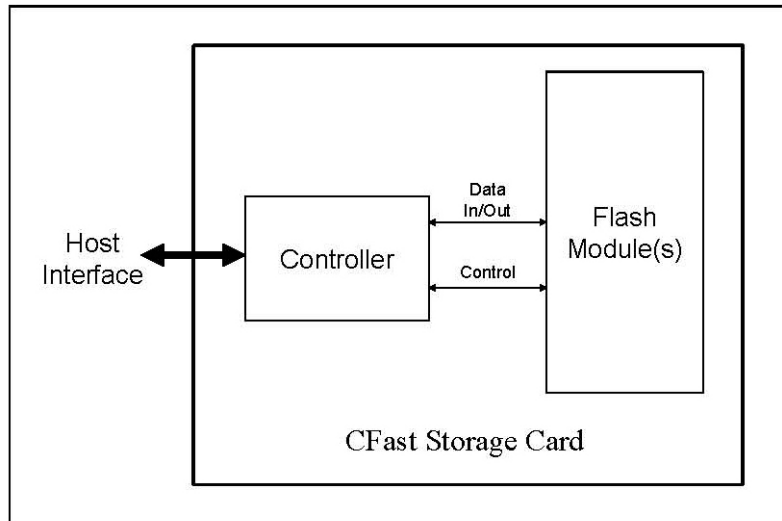 Host
Interface
Controller
Data
In/Out
Control
Flash
Module(s)
CFast Storage Card